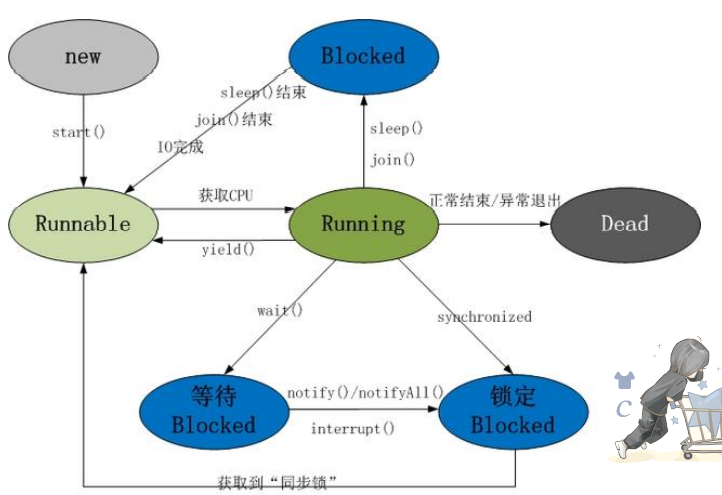 new
Blocked
start()
sleep()结束
join()结束
IO完成
sleep()
join()
Runnable
获取CPU
Running
正常结束/异常退出
Dead
yield()
wait()
synchronized
等待
Blocked
notify()/notifyAll()
interrupt()
锁定
Blocked
C
获取到“同步锁”